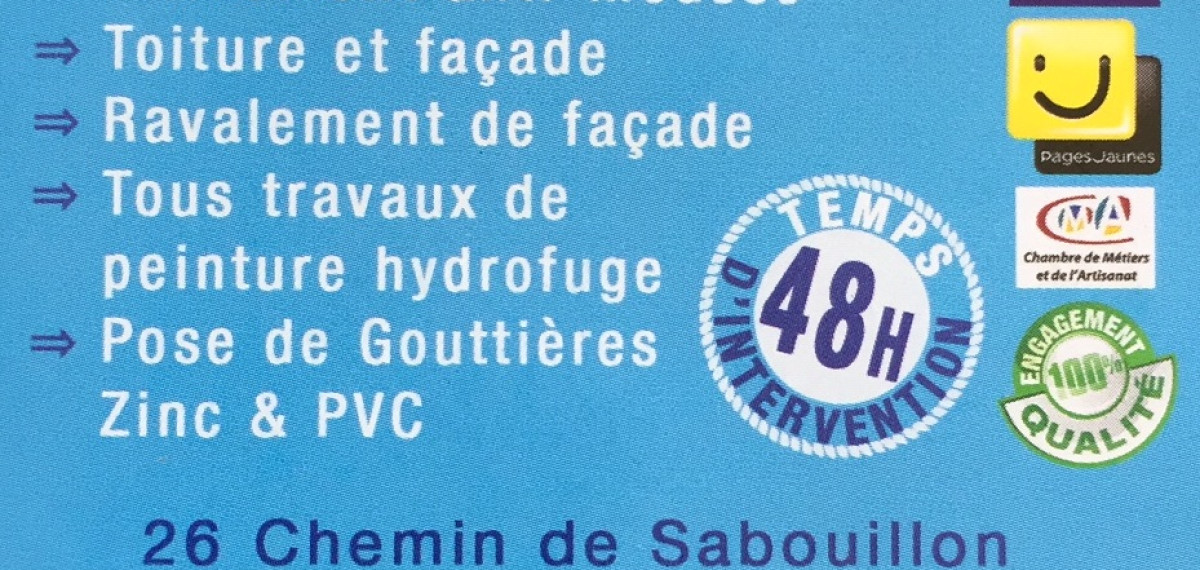 Toiture et façade
Ravalement de façade
Tous travaux de
peinture hydrofuge
Pose de Gouttières
Zinc & PVC
TEMPS
D'INTERVENTION
48H
PagesJaunes
CMA
Chambre de Métiers
et de l'Artisanat
ENGAGEMENT
100%
QUALITÉ
26 Chemin de Sabouillon